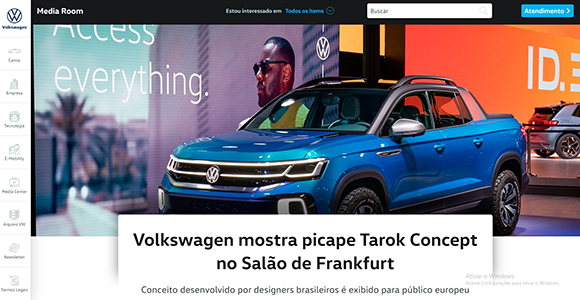 Volkswagen
Media Room
Estou interessado em Todos os itens
Buscar
Atendimento
Carros
Empresa
Tecnologia
E-Mobility
Media Center
Arquivo VW
Newsletter
Termos Legais
Access
everything.
ID.3
Volkswagen mostra picape Tarok Concept
no Salão de Frankfurt
Conceito desenvolvido por designers brasileiros é exibido para público europeu
Ativar o Windows
Acesse Configurações para ativar o Windows.